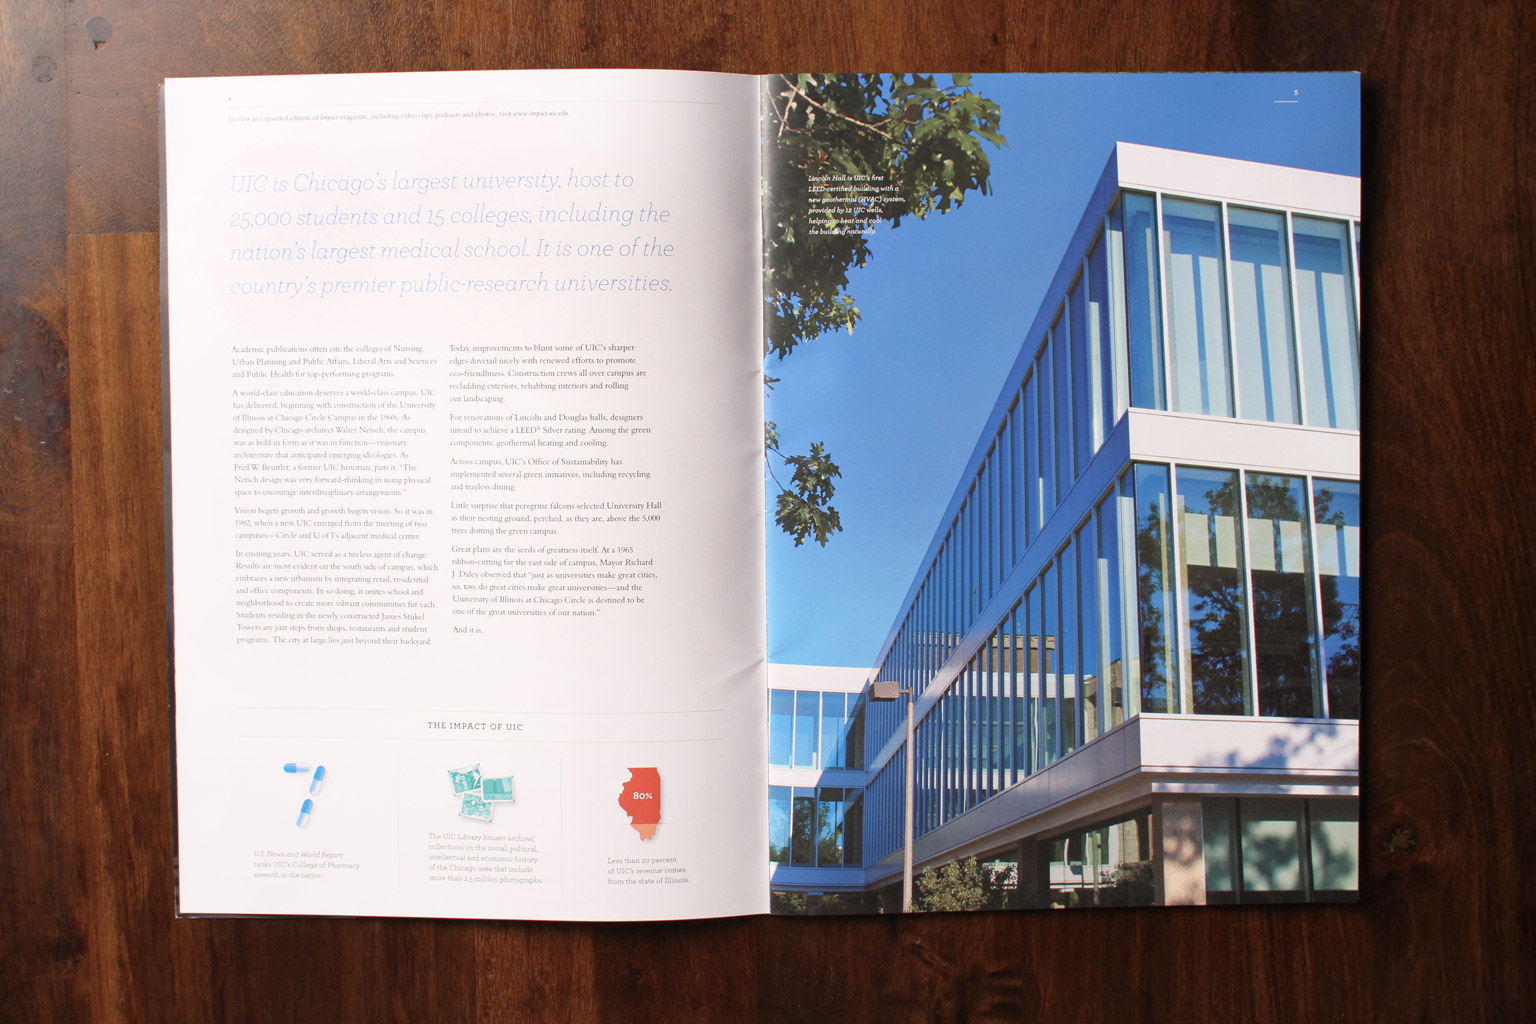 4
To view an expanded edition of Impact magazine, including video clips, podcasts and photos, visit www.impact.uic.edu
UIC is Chicago's largest university, host to
25,000 students and 15 colleges, including the
nation's largest medical school. It is one of the
country's premier public-research universities.
Academic publications often cite the colleges of Nursing,
Urban Planning and Public Affairs, Liberal Arts and Sciences
and Public Health for top-performing programs.
A world-class education deserves a world-class campus. UIC
has delivered, beginning with construction of the University
of Illinois at Chicago Circle Campus in the 1960s. As
designed by Chicago architect Walter Netsch, the campus
was as bold in form as it was in function—visionary
architecture that anticipated emerging ideologies. As
Fred W. Beuttler, a former UIC historian, puts it, "The
Netsch design was very forward-thinking in using physical
space to encourage interdisciplinary arrangements."
Vision begets growth and growth begets vision. So it was in
1982, when a new UIC emerged from the meeting of two
campuses—Circle and U of I's adjacent medical center.
In ensuing years, UIC served as a tireless agent of change.
Results are most evident on the south side of campus, which
embraces a new urbanism by integrating retail, residential
and office components. In so doing, it unites school and
neighborhood to create more vibrant communities for each.
Students residing in the newly constructed James Stukel
Towers are just steps from shops, restaurants and student
programs. The city at large lies just beyond their backyard.
Today, improvements to blunt some of UIC's sharper
edges dovetail nicely with renewed efforts to promote
eco-friendliness. Construction crews all over campus are
recladding exteriors, rehabbing interiors and rolling
out landscaping.
For renovations of Lincoln and Douglas halls, designers
intend to achieve a LEED® Silver rating. Among the green
components: geothermal heating and cooling.
Across campus, UIC's Office of Sustainability has
implemented several green initiatives, including recycling
and trayless dining.
Little surprise that peregrine falcons selected University Hall
as their nesting ground, perched, as they are, above the 5,000
trees dotting the green campus.
Great plans are the seeds of greatness itself. At a 1965
ribbon-cutting for the east side of campus, Mayor Richard
J. Daley observed that "just as universities make great cities,
so, too, do great cities make great universities—and the
University of Illinois at Chicago Circle is destined to be
one of the great universities of our nation."
And it is.
THE IMPACT OF UIC
U.S. News and World Report
ranks UIC's College of Pharmacy
seventh in the nation.
The UIC Library houses archival
collections on the social, political,
intellectual and economic history
of the Chicago area that include
more than 2.5 million photographs.
80%
Less than 20 percent
of UIC's revenue comes
from the state of Illinois.
5
Lincoln Hall is UIC's first
LEED-certified building with a
new geothermal (HVAC) system,
provided by 12 UIC wells,
helping to heat and cool
the building naturally.